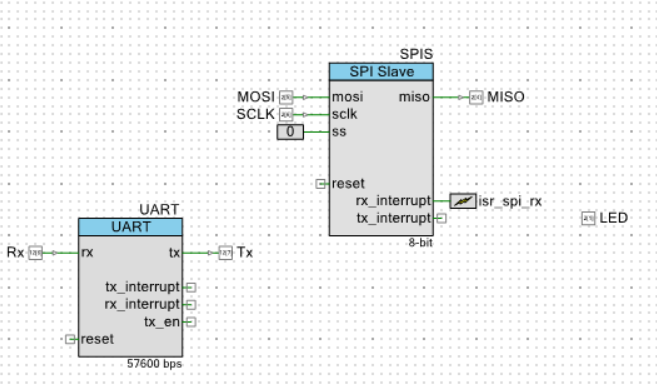 SPIS
SPI Slave
MOSI mosi miso MISO
SCLK sclk
0 ss
reset
rx_interrupt isr_spi_rx
tx_interrupt
8-bit
LED
UART
UART
Rx rx tx Tx
tx_interrupt
rx_interrupt
tx_en
reset
57600 bps